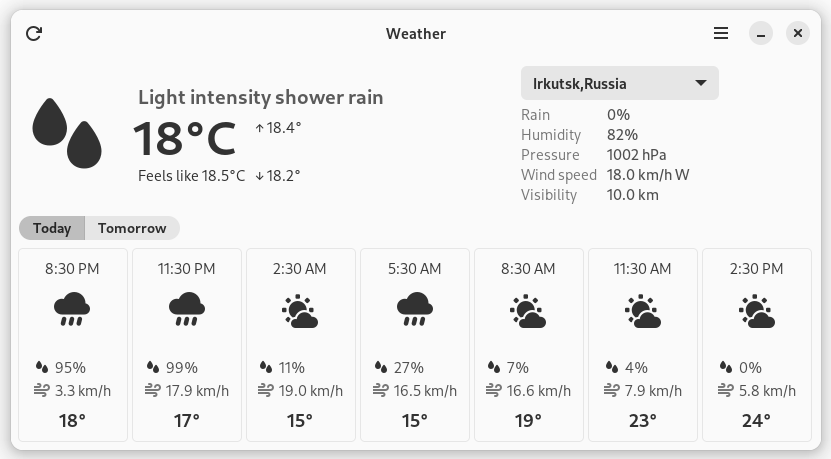 Weather
Light intensity shower rain
18°C
↑ 18.4°
Feels like 18.5°C ↓ 18.2°
Irkutsk,Russia
Rain 0%
Humidity 82%
Pressure 1002 hPa
Wind speed 18.0 km/h W
Visibility 10.0 km
Today Tomorrow
8:30 PM 11:30 PM 2:30 AM 5:30 AM 8:30 AM 11:30 AM 2:30 PM
95% 99% 11% 27% 7% 4% 0%
3.3 km/h 17.9 km/h 19.0 km/h 16.5 km/h 16.6 km/h 7.9 km/h 5.8 km/h
18° 17° 15° 15° 19° 23° 24°